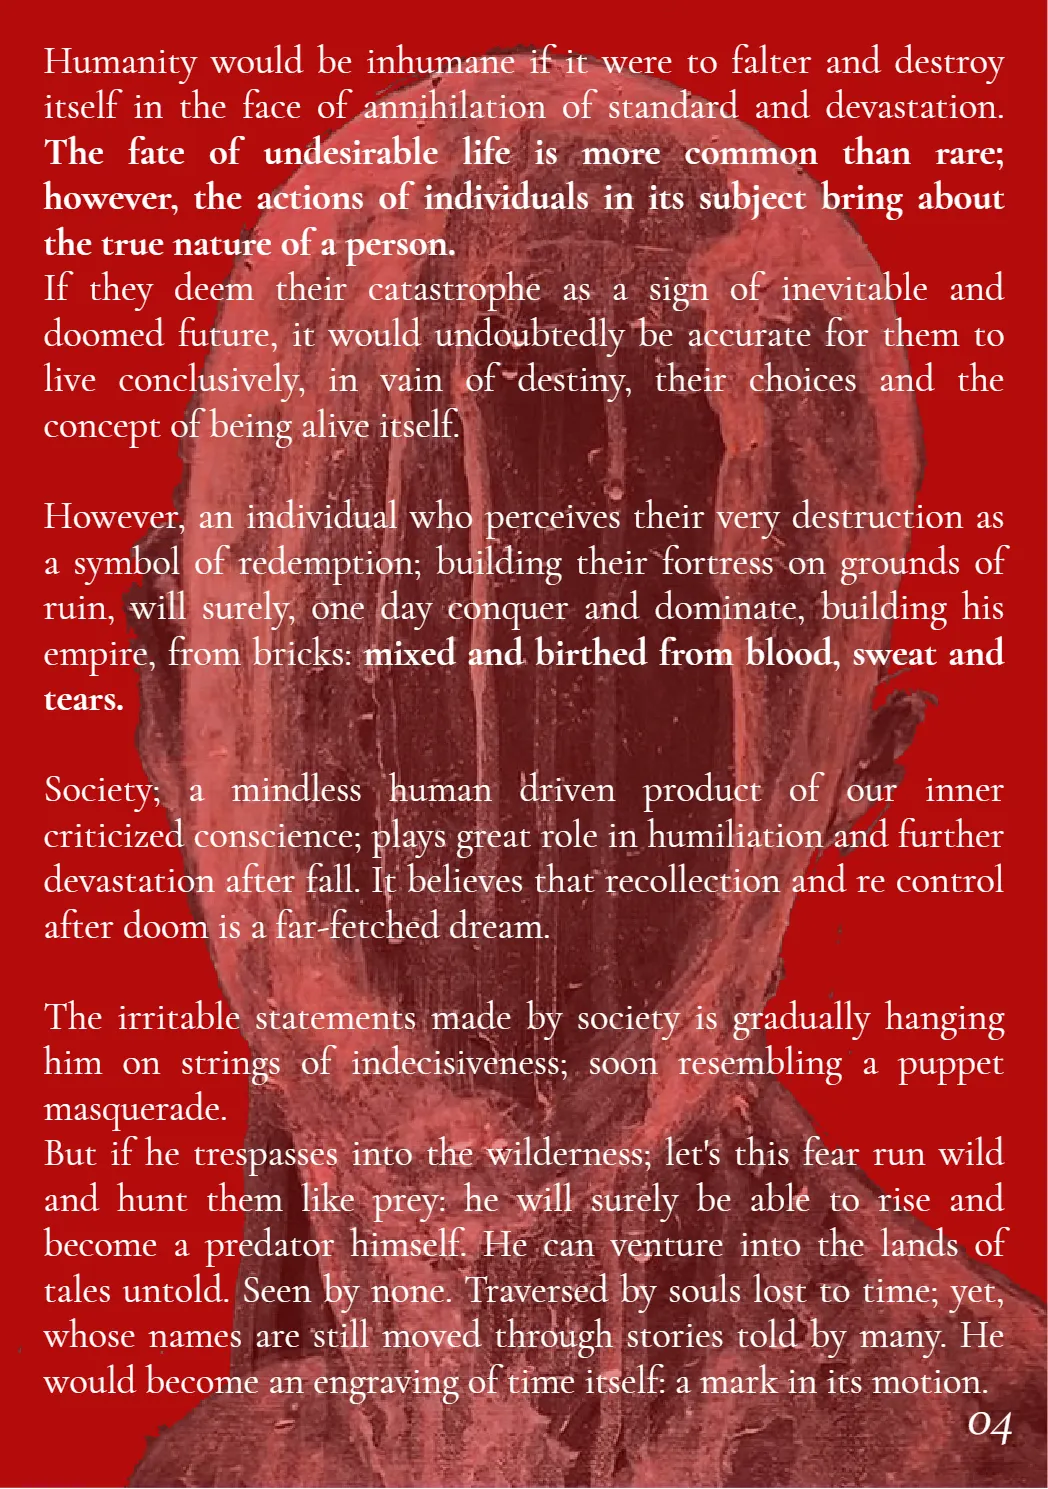 Humanity would be inhumane if it were to falter and destroy
itself in the face of annihilation of standard and devastation.
The fate of undesirable life is more common than rare;
however, the actions of individuals in its subject bring about
the true nature of a person.
If they deem their catastrophe as a sign of inevitable and
doomed future, it would undoubtedly be accurate for them to
live conclusively, in vain of destiny, their choices and the
concept of being alive itself.
However, an individual who perceives their very destruction as
a symbol of redemption; building their fortress on grounds of
ruin, will surely, one day conquer and dominate, building his
empire, from bricks: mixed and birthed from blood, sweat and
tears.
Society; a mindless human driven product of our inner
criticized conscience; plays great role in humiliation and further
devastation after fall. It believes that recollection and re control
after doom is a far-fetched dream.
The irritable statements made by society is gradually hanging
him on strings of indecisiveness; soon resembling a puppet
masquerade.
But if he trespasses into the wilderness; let's this fear run wild
and hunt them like prey: he will surely be able to rise and
become a predator himself. He can venture into the lands of
tales untold. Seen by none. Traversed by souls lost to time; yet,
whose names are still moved through stories told by many. He
would become an engraving of time itself: a mark in its motion.
04